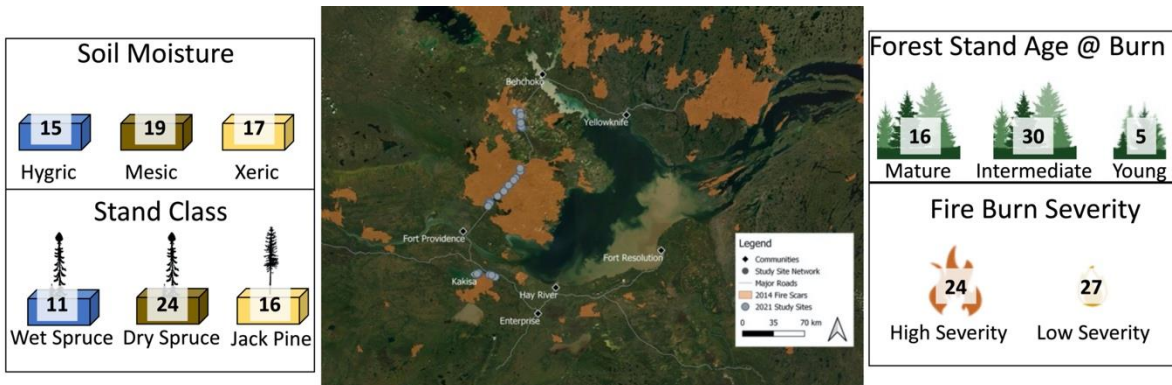 Soil Moisture
15 19 17
Hygric Mesic Xeric
Stand Class
11 24 16
Wet Spruce Dry Spruce Jack Pine
Behchoko
Yellowknife
Fort Providence
Fort Resolution
Kakisa
Hay River
Enterprise
Legend
Communities
Study Site Network
Major Roads
2014 Fire Scars
2021 Study Sites
0 35 70 km
Forest Stand Age @ Burn
16 30 5
Mature Intermediate Young
Fire Burn Severity
24 27
High Severity Low Severity